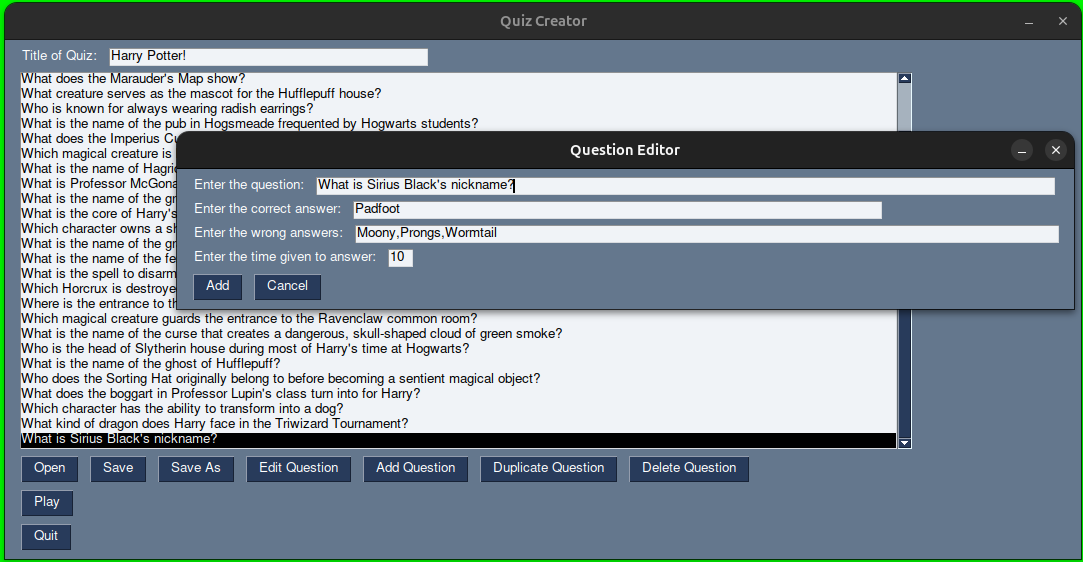 Quiz Creator
Title of Quiz: Harry Potter!
What does the Marauder's Map show?
What creature serves as the mascot for the Hufflepuff house?
Who is known for always wearing radish earrings?
What is the name of the pub in Hogsmeade frequented by Hogwarts students?
What does the Imperius Cu
Which magical creature is
What is the name of Hagri
What is Professor McGona
What is the name of the gr
What is the core of Harry's
Which character owns a sh
What is the name of the gr
What is the name of the fe
What is the spell to disarm
Which Horcrux is destroye
Where is the entrance to th
Question Editor
Enter the question: What is Sirius Black's nickname?
Enter the correct answer: Padfoot
Enter the wrong answers: Moony,Prongs,Wormtail
Enter the time given to answer: 10
Add Cancel
Which magical creature guards the entrance to the Ravenclaw common room?
What is the name of the curse that creates a dangerous, skull-shaped cloud of green smoke?
Who is the head of Slytherin house during most of Harry's time at Hogwarts?
What is the name of the ghost of Hufflepuff?
Who does the Sorting Hat originally belong to before becoming a sentient magical object?
What does the boggart in Professor Lupin's class turn into for Harry?
Which character has the ability to transform into a dog?
What kind of dragon does Harry face in the Triwizard Tournament?
What is Sirius Black's nickname?
Open Save Save As Edit Question Add Question Duplicate Question Delete Question
Play
Quit